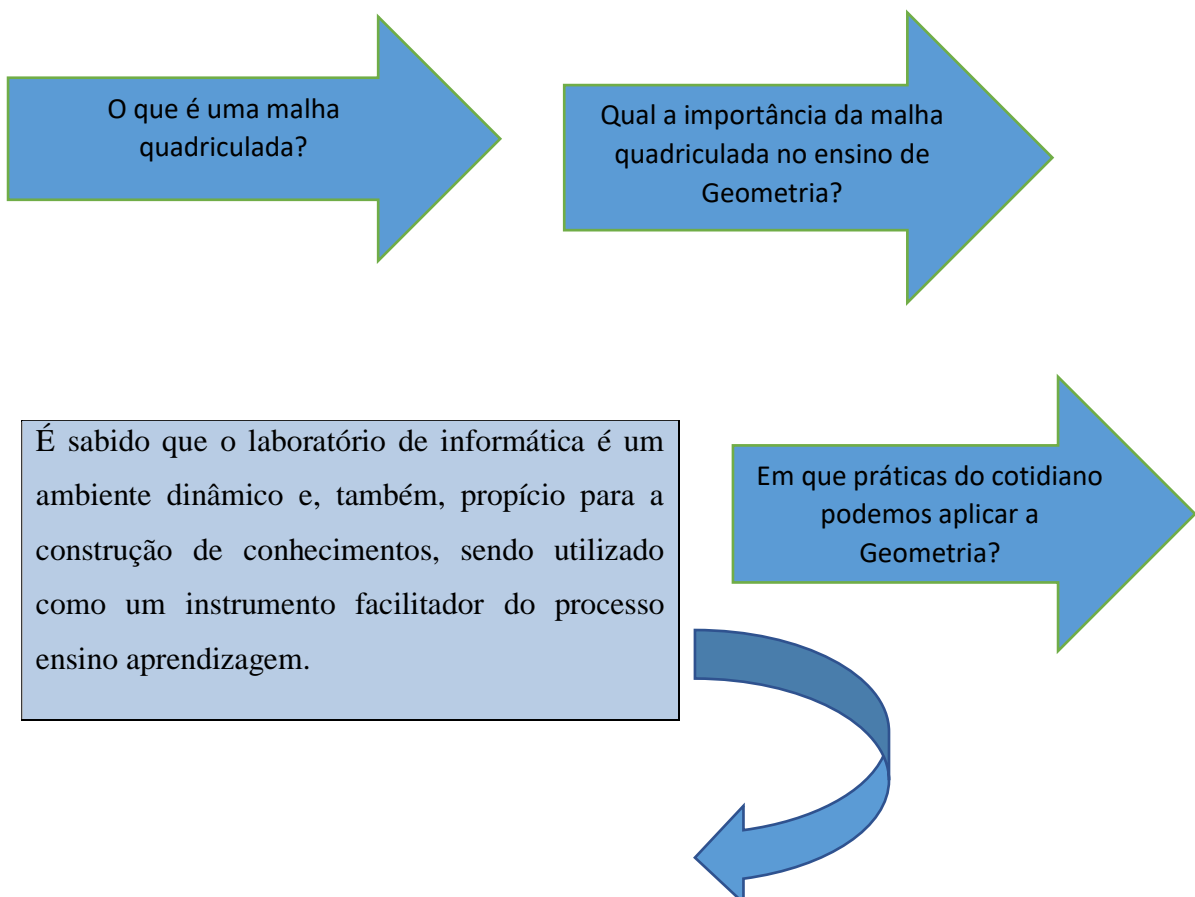 O que é uma malha
quadriculada?
Qual a importância da malha
quadriculada no ensino de
Geometria?
É sabido que o laboratório de informática é um
ambiente dinâmico e, também, propício para a
construção de conhecimentos, sendo utilizado
como um instrumento facilitador do processo
ensino aprendizagem.
Em que práticas do cotidiano
podemos aplicar a
Geometria?